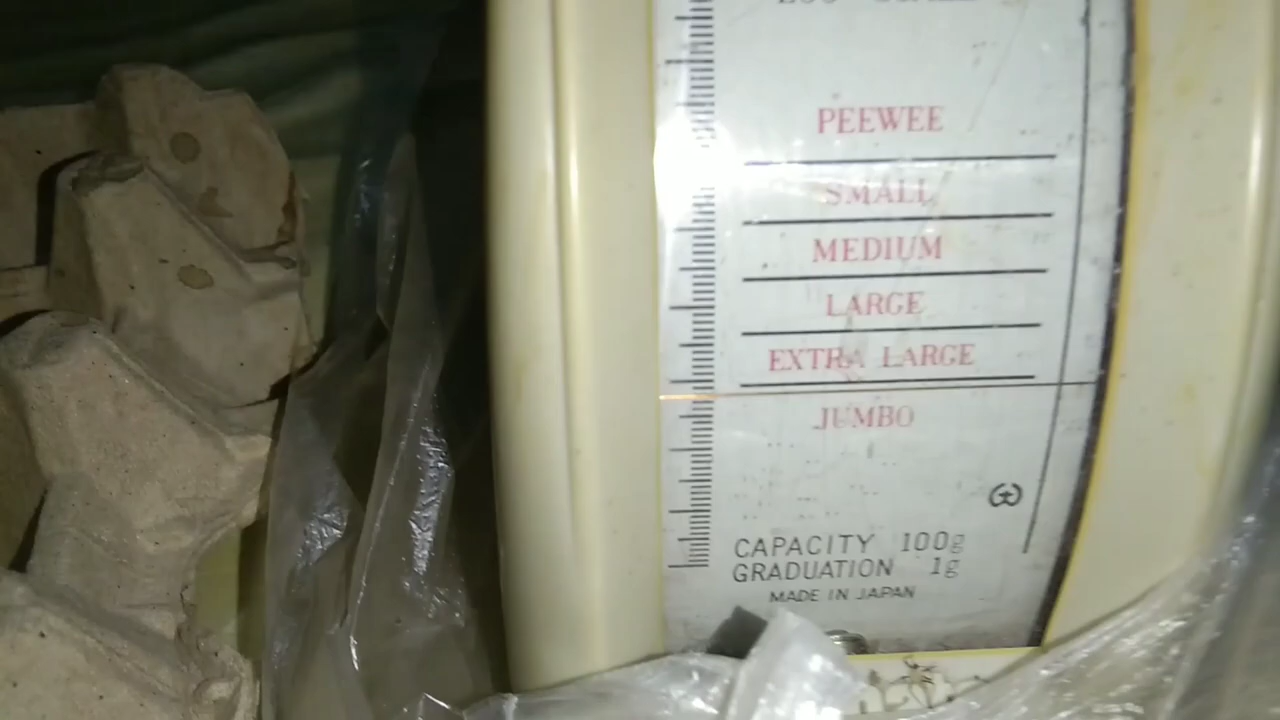 PEEWEE
SMALL
MEDIUM
LARGE
EXTRA LARGE
JUMBO
CAPACITY 100g
GRADUATION 1g
MADE IN JAPAN